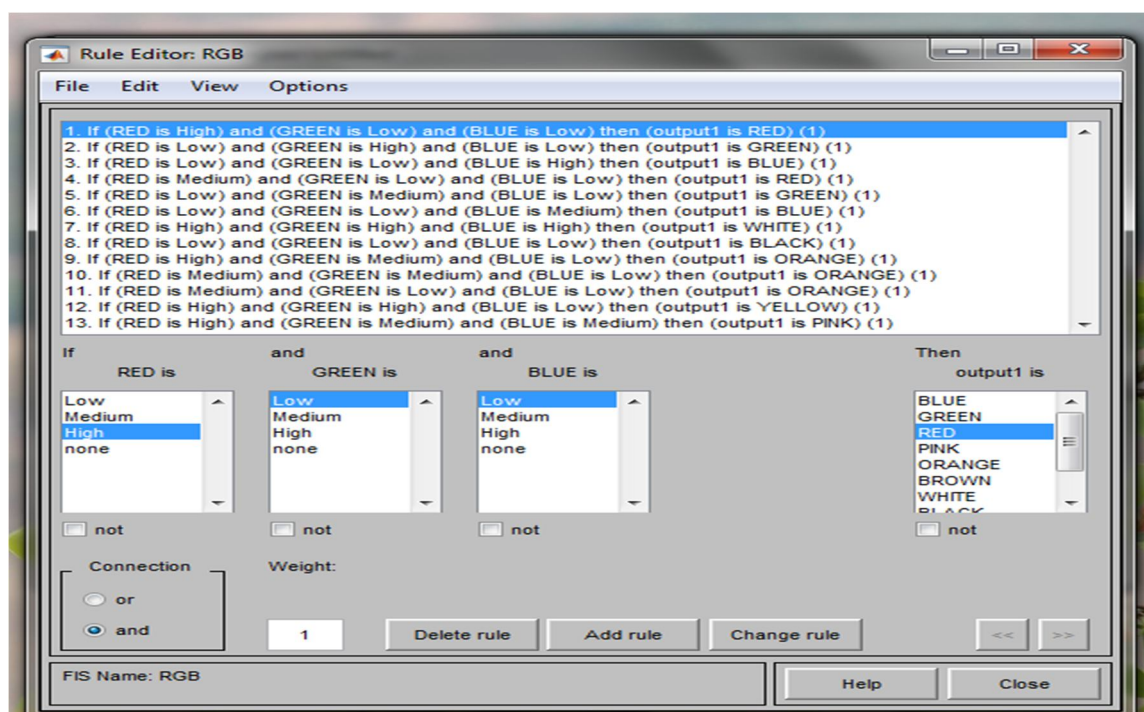 Rule Editor: RGB
File Edit View Options
1. If (RED is High) and (GREEN is Low) and (BLUE is Low) then (output1 is RED) (1)
2. If (RED is Low) and (GREEN is High) and (BLUE is Low) then (output1 is GREEN) (1)
3. If (RED is Low) and (GREEN is Low) and (BLUE is High) then (output1 is BLUE) (1)
4. If (RED is Medium) and (GREEN is Low) and (BLUE is Low) then (output1 is RED) (1)
5. If (RED is Low) and (GREEN is Medium) and (BLUE is Low) then (output1 is GREEN) (1)
6. If (RED is Low) and (GREEN is Low) and (BLUE is Medium) then (output1 is BLUE) (1)
7. If (RED is High) and (GREEN is High) and (BLUE is High) then (output1 is WHITE) (1)
8. If (RED is Low) and (GREEN is Low) and (BLUE is Low) then (output1 is BLACK) (1)
9. If (RED is High) and (GREEN is Medium) and (BLUE is Low) then (output1 is ORANGE) (1)
10. If (RED is Medium) and (GREEN is Medium) and (BLUE is Low) then (output1 is ORANGE) (1)
11. If (RED is Medium) and (GREEN is Low) and (BLUE is Low) then (output1 is ORANGE) (1)
12. If (RED is High) and (GREEN is High) and (BLUE is Low) then (output1 is YELLOW) (1)
13. If (RED is High) and (GREEN is Medium) and (BLUE is Medium) then (output1 is PINK) (1)
If and and Then
RED is GREEN is BLUE is output1 is
Low Low Low BLUE
Medium Medium Medium GREEN
High High High RED
none none none PINK
ORANGE
BROWN
WHITE
BLACK
not not not not
Connection Weight:
or
and 1 Delete rule Add rule Change rule << >>
FIS Name: RGB Help Close